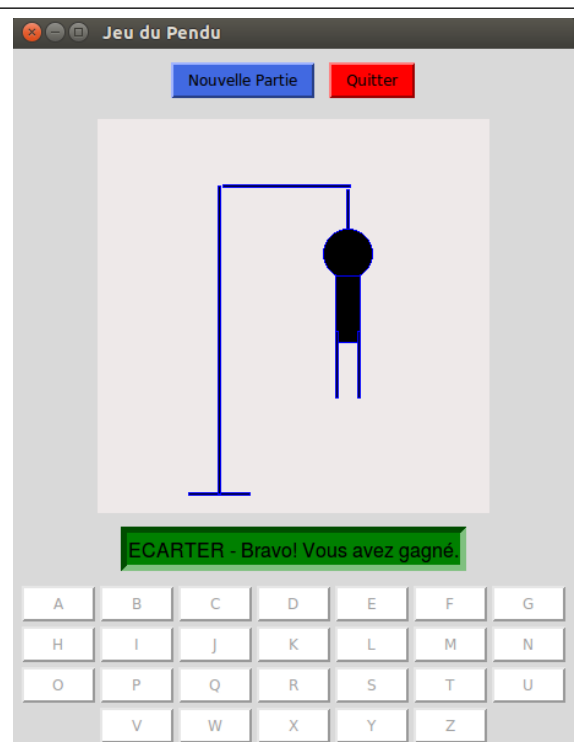 Jeu du Pendu
Nouvelle Partie Quitter
ECARTER - Bravo! Vous avez gagné.
A B C D E F G
H I J K L M N
O P Q R S T U
V W X Y Z